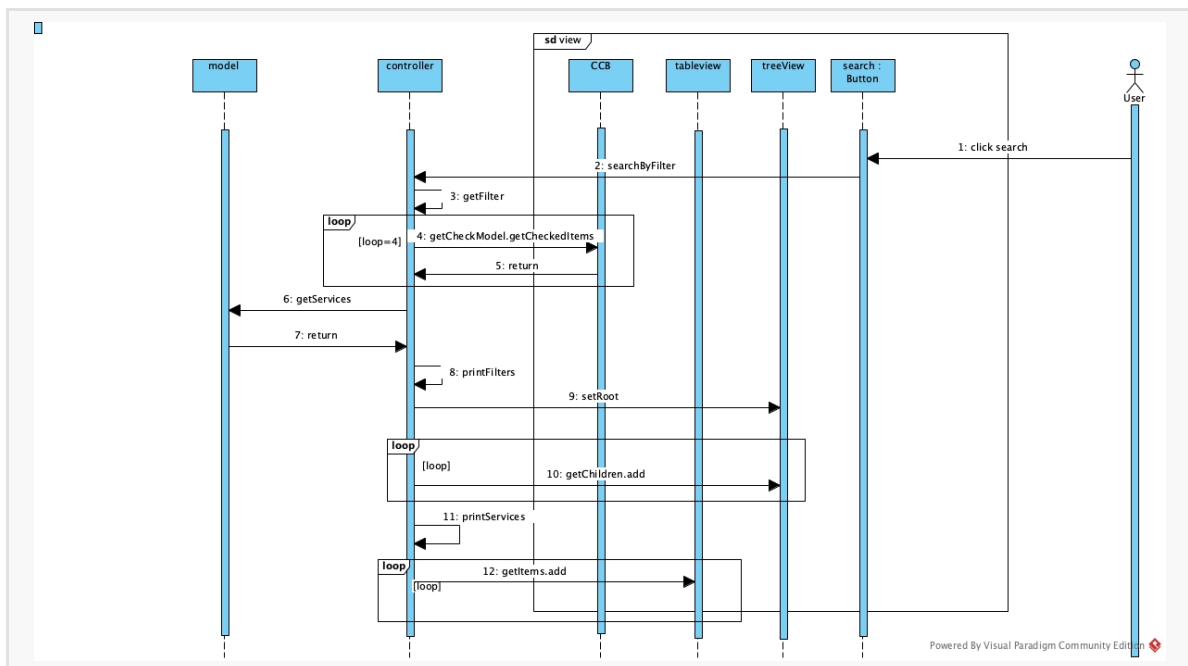 sd view
model
controller
CCB
tableview
treeView
search :
Button
User
1: click search
2: searchByFilter
3: getFilter
loop
[loop=4]
4: getCheckModel.getCheckedItems
5: return
6: getServices
7: return
8: printFilters
9: setRoot
loop
[loop]
10: getChildren.add
11: printServices
loop
12: getItems.add
[loop]
Powered By Visual Paradigm Community Edition